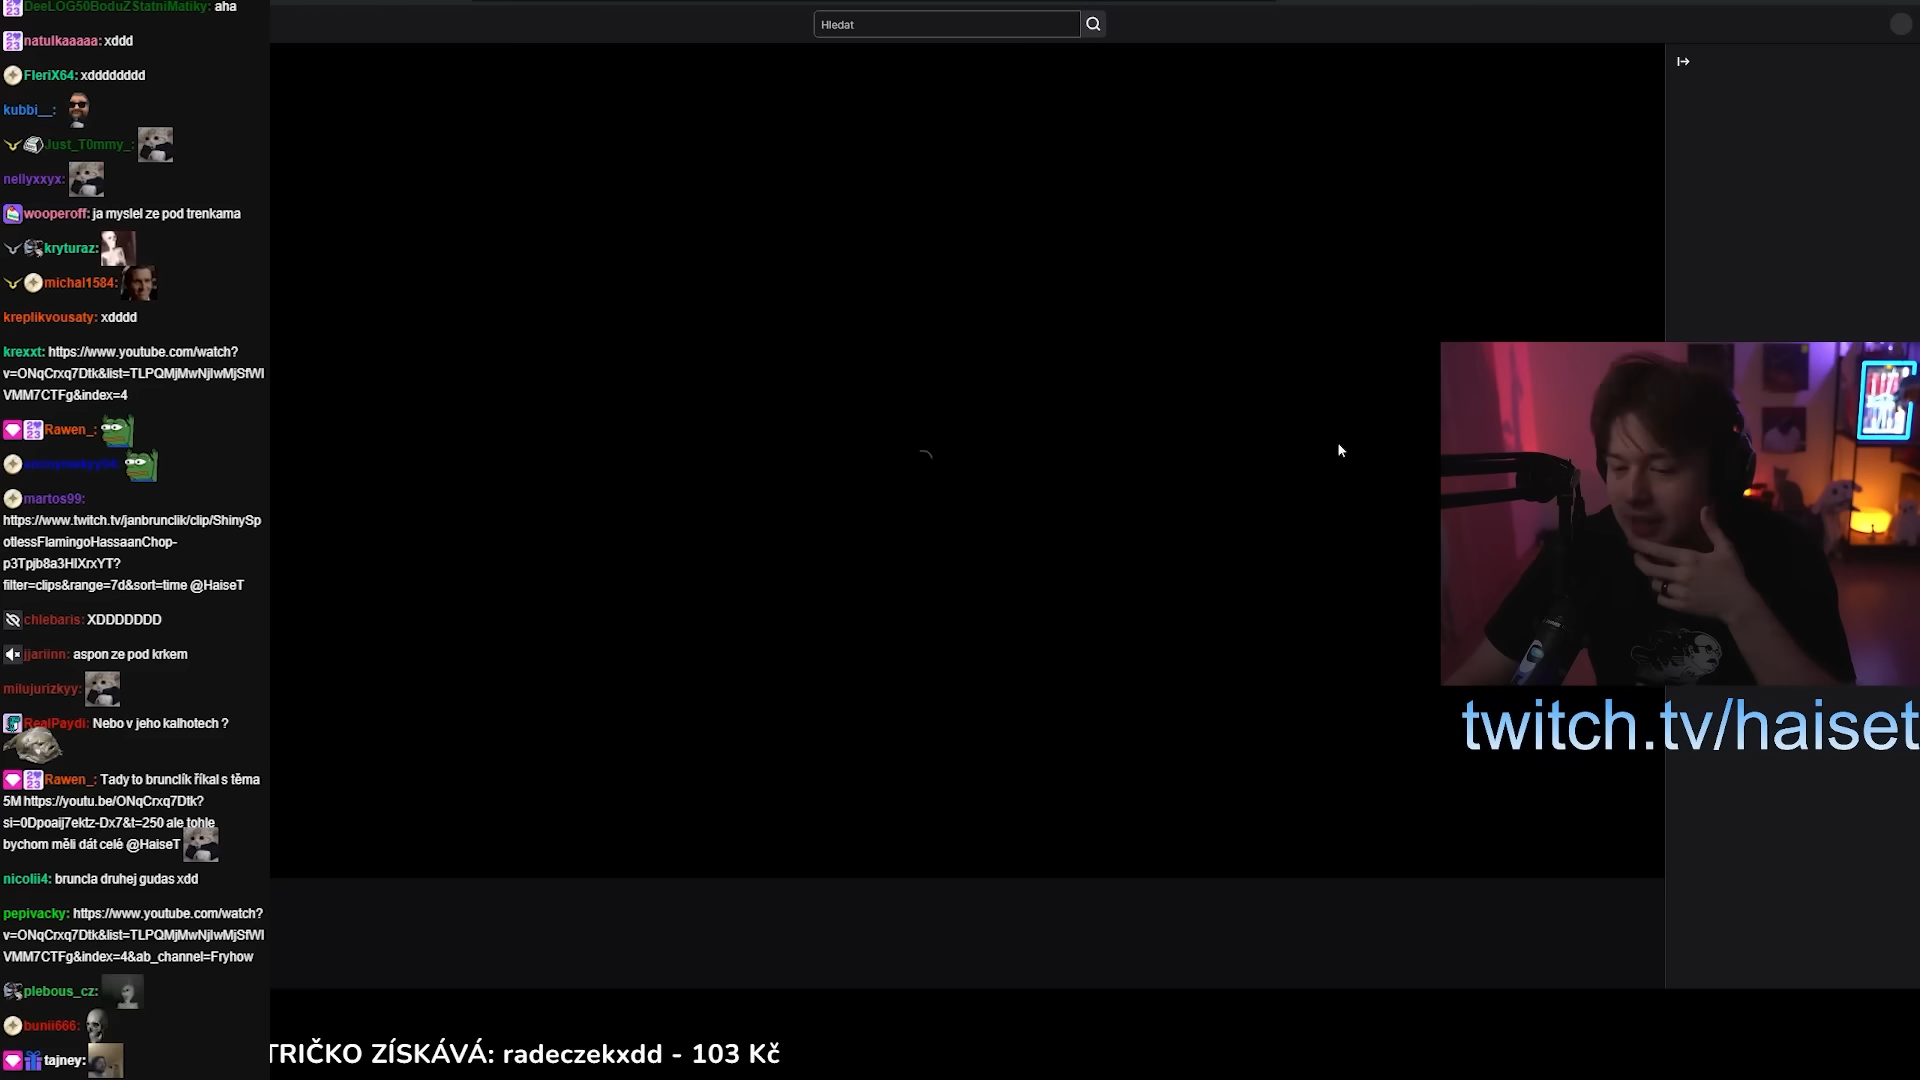 DeeLOG50BoduZStatniMatiky: aha
Hledat
natulkaaaaa: xddd
FleriX64: xdddddddd
kubbi__:
Just_T0mmy_:
nellyxxyx:
wooperoff: ja myslel ze pod trenkama
kryturaz:
michal1584:
kreplikvousaty: xdddd
krexxt: https://www.youtube.com/watch?
v=ONqCrxq7Dtk&list=TLPQMjMwNjIwMjSfWl
VMM7CTFg&index=4
Rawen_:
martos99:
https://www.twitch.tv/janbrunclik/clip/ShinySp
otlessFlamingoHassaanChop-
p3Tpjb8a3HIXrxYT?
filter=clips&range=7d&sort=time @HaiseT
chlebaris: XDDDDDDD
jjariinn: aspon ze pod krkem
milujurizkyy:
RealPaydi: Nebo v jeho kalhotech ?
Rawen_: Tady to brunclík říkal s těma
5M https://youtu.be/ONqCrxq7Dtk?
si=0Dpoaij7ektz-Dx7&t=250 ale tohle
bychom měli dát celé @HaiseT
nicolii4: bruncla druhej gudas xdd
pepivacky: https://www.youtube.com/watch?
v=ONqCrxq7Dtk&list=TLPQMjMwNjIwMjSfWl
VMM7CTFg&index=4&ab_channel=Fryhow
plebous_cz:
bunii666:
tajney:
twitch.tv/haiset
TRIČKO ZÍSKÁVÁ: radeczekxdd - 103 Kč